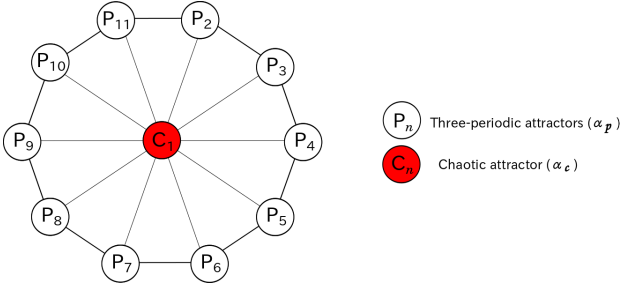 P₁₁ P₂
P₁₀ P₃
P₉ C₁ P₄
P₈ P₅
P₇ P₆
Pₙ Three-periodic attractors (αₚ)
Cₙ Chaotic attractor (α_c)